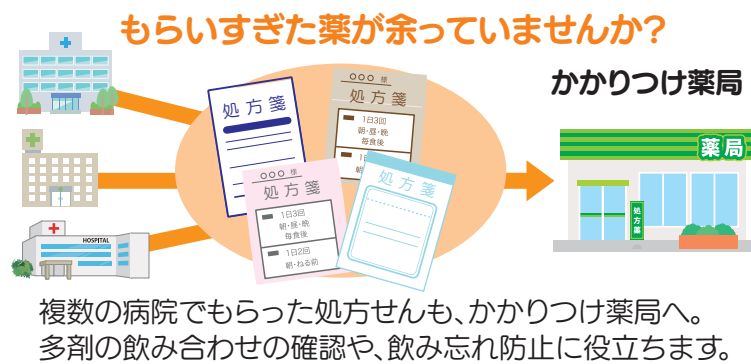 もらいすぎた薬が余っていませんか?
かかりつけ薬局
HOSPITAL
処方箋
○○○ 様
処方箋
1日3回
朝・昼・晩
毎食後
○○○ 様
処方箋
1日3回
朝・昼・晩
毎食後
1日2回
朝・ねる前
処方箋
薬局
処方薬
複数の病院でもらった処方せんも、かかりつけ薬局へ。
多剤の飲み合わせの確認や、飲み忘れ防止に役立ちます。